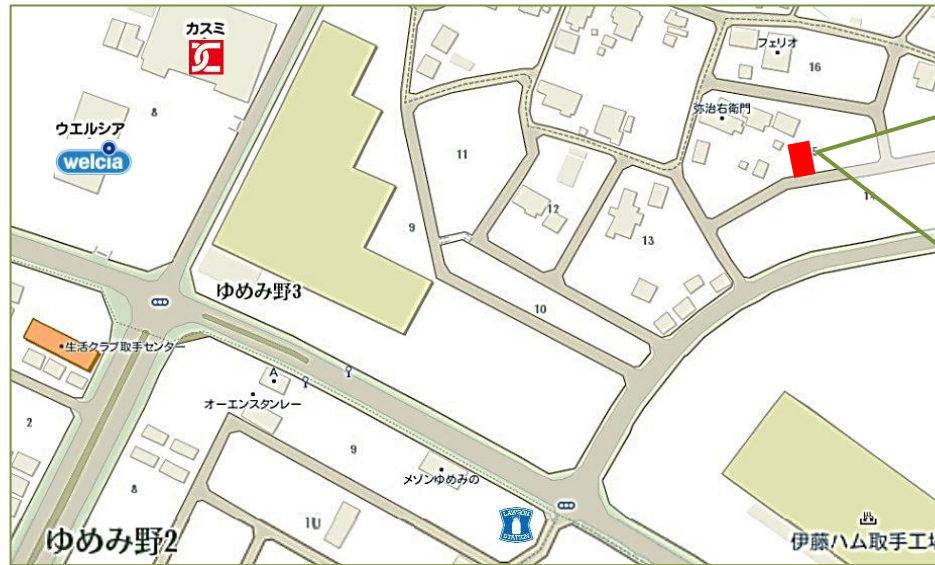 カスミ
フェリオ
16
8
弥治右衛門
ウエルシア
welcia
11
12
9
13
14
ゆめみ野3
10
生活クラブ取手センター
A
オーエンスタンレー
2
9
メゾンゆめみの
8
10
LAWSON
STATION
ゆめみ野2
伊藤ハム取手工場